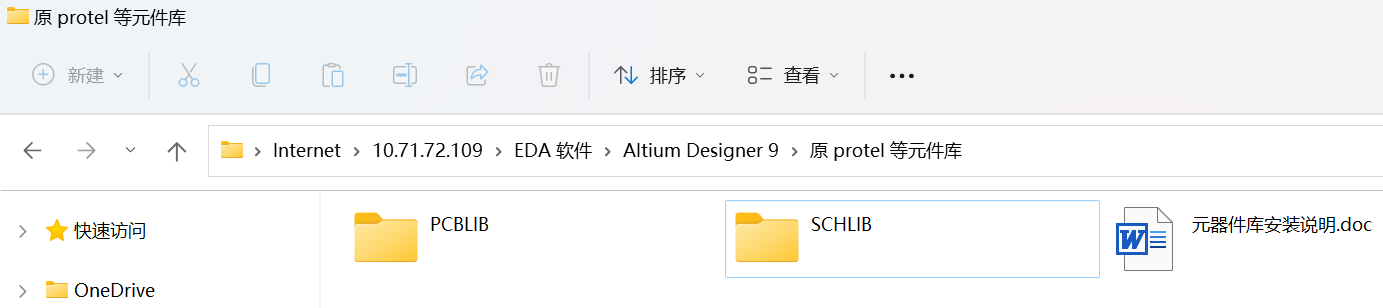 原 protel 等元件库
新建 排序 查看
Internet 10.71.72.109 EDA 软件 Altium Designer 9 原 protel 等元件库
快速访问 PCBLIB SCHLIB 元器件库安装说明.doc
OneDrive